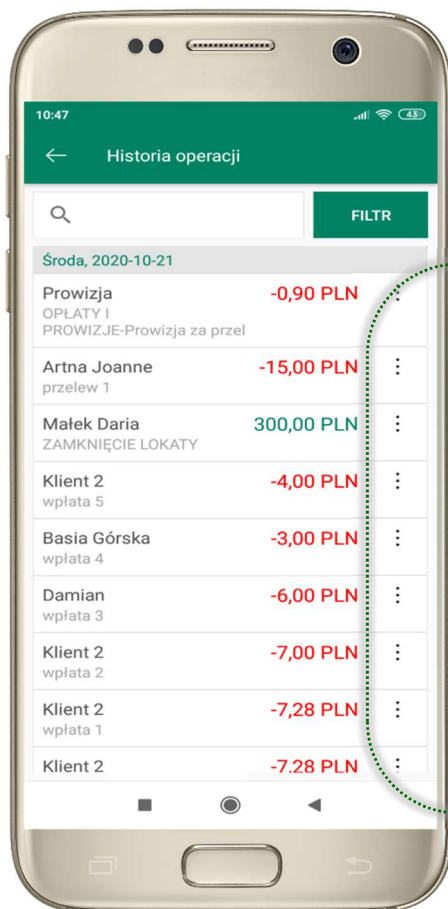 10:47
43
Historia operacji
FILTR
Środa, 2020-10-21
Prowizja -0,90 PLN
OPŁATY I
PROWIZJE-Prowizja za przel
Artna Joanne -15,00 PLN
przelew 1
Małek Daria 300,00 PLN
ZAMKNIĘCIE LOKATY
Klient 2 -4,00 PLN
wpłata 5
Basia Górska -3,00 PLN
wpłata 4
Damian -6,00 PLN
wpłata 3
Klient 2 -7,00 PLN
wpłata 2
Klient 2 -7,28 PLN
wpłata 1
Klient 2 -7,28 PLN